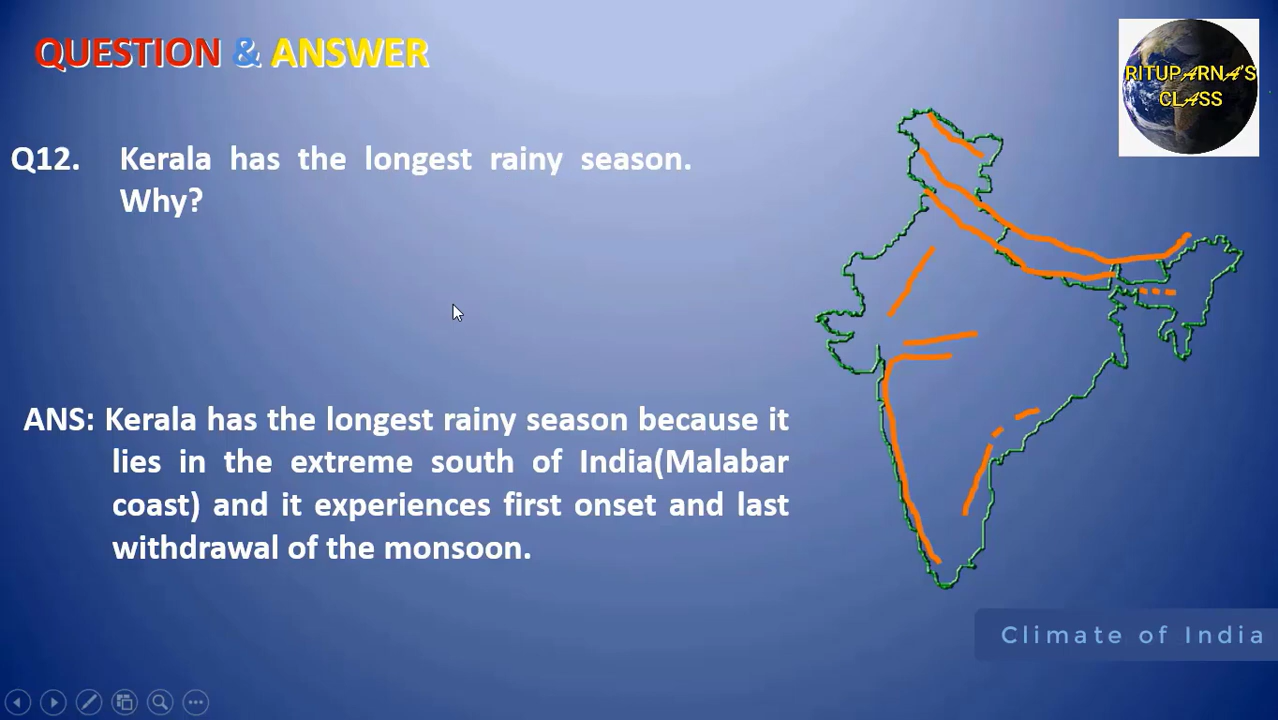 QUESTION & ANSWER
RITUPARNA'S
CLASS
Q12. Kerala has the longest rainy season.
Why?
ANS: Kerala has the longest rainy season because it
lies in the extreme south of India(Malabar
coast) and it experiences first onset and last
withdrawal of the monsoon.
Climate of India